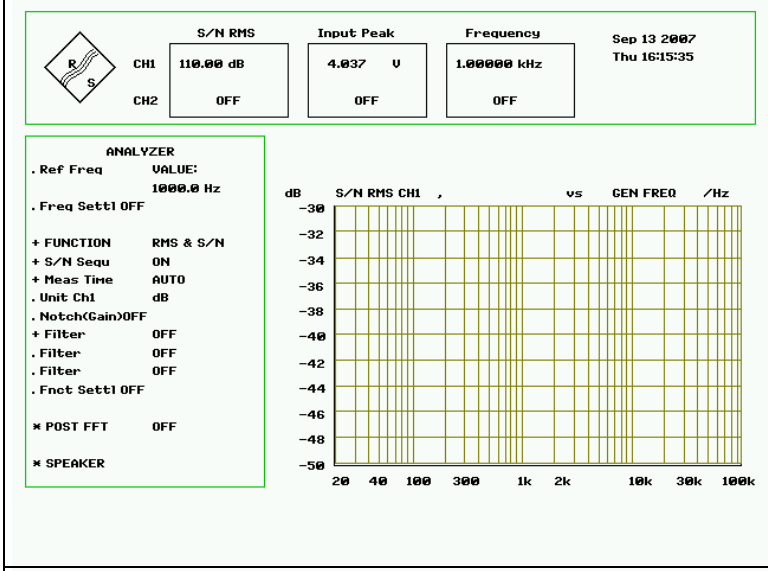 S/N RMS Input Peak Frequency
Sep 13 2007
Thu 16:15:35
R S
CH1 110.00 dB 4.037 V 1.00000 kHz
CH2 OFF OFF OFF
ANALYZER
. Ref Freq VALUE:
1000.0 Hz
. Freq Settl OFF
+ FUNCTION RMS & S/N
+ S/N Sequ ON
+ Meas Time AUTO
. Unit Ch1 dB
. Notch(Gain)OFF
+ Filter OFF
. Filter OFF
. Filter OFF
. Fnct Settl OFF
* POST FFT OFF
* SPEAKER
dB S/N RMS CH1 , vs GEN FREQ /Hz
-30
-32
-34
-36
-38
-40
-42
-44
-46
-48
-50
20 40 100 300 1k 2k 10k 30k 100k